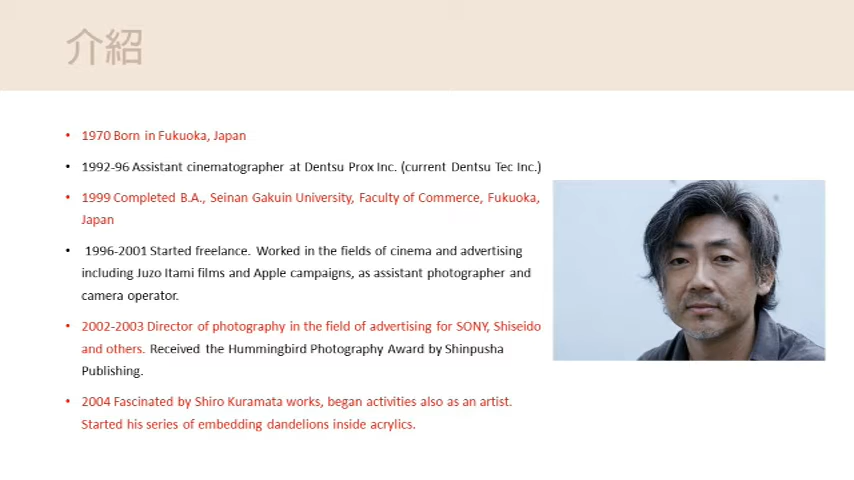 介紹
• 1970 Born in Fukuoka, Japan
• 1992-96 Assistant cinematographer at Dentsu Prox Inc. (current Dentsu Tec Inc.)
• 1999 Completed B.A., Seinan Gakuin University, Faculty of Commerce, Fukuoka,
Japan
• 1996-2001 Started freelance. Worked in the fields of cinema and advertising
including Juzo Itami films and Apple campaigns, as assistant photographer and
camera operator.
• 2002-2003 Director of photography in the field of advertising for SONY, Shiseido
and others. Received the Hummingbird Photography Award by Shinpusha
Publishing.
• 2004 Fascinated by Shiro Kuramata works, began activities also as an artist.
Started his series of embedding dandelions inside acrylics.